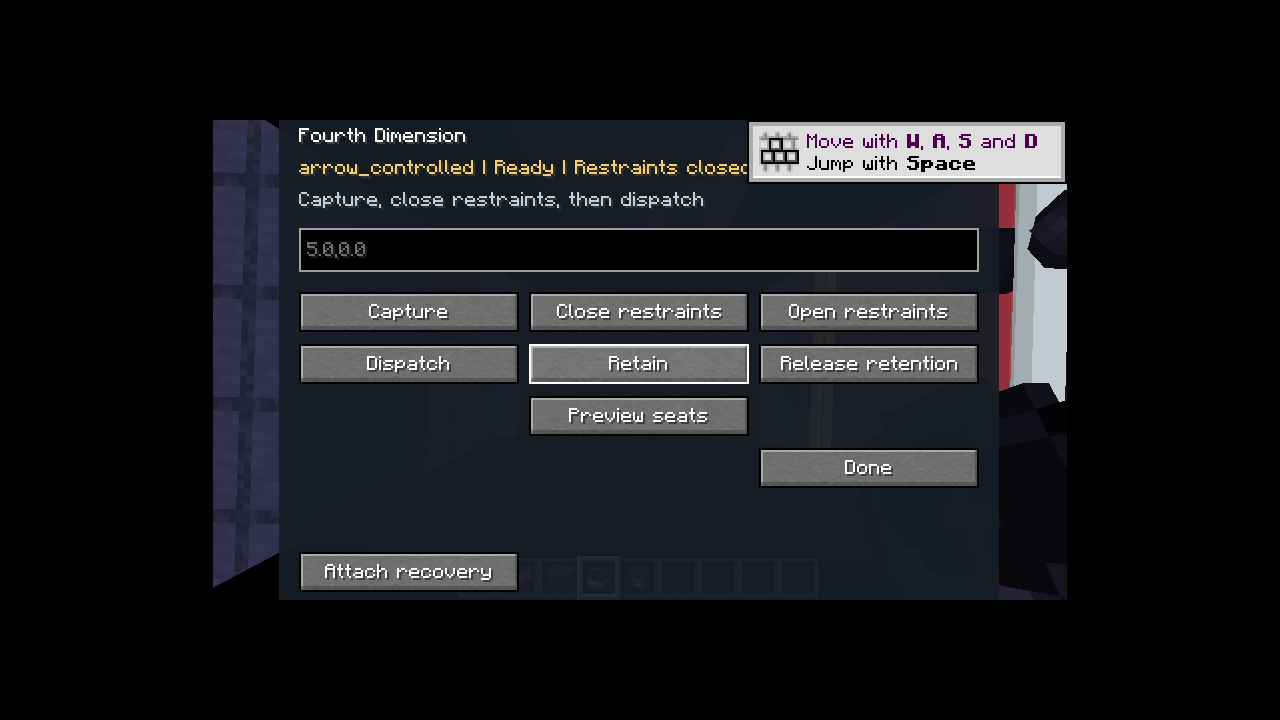 Fourth Dimension
arrow_controlled | Ready | Restraints closed
Move with W, A, S and D
Jump with Space
Capture, close restraints, then dispatch
5.0,0.0
Capture
Close restraints
Open restraints
Dispatch
Retain
Release retention
Preview seats
Done
Attach recovery